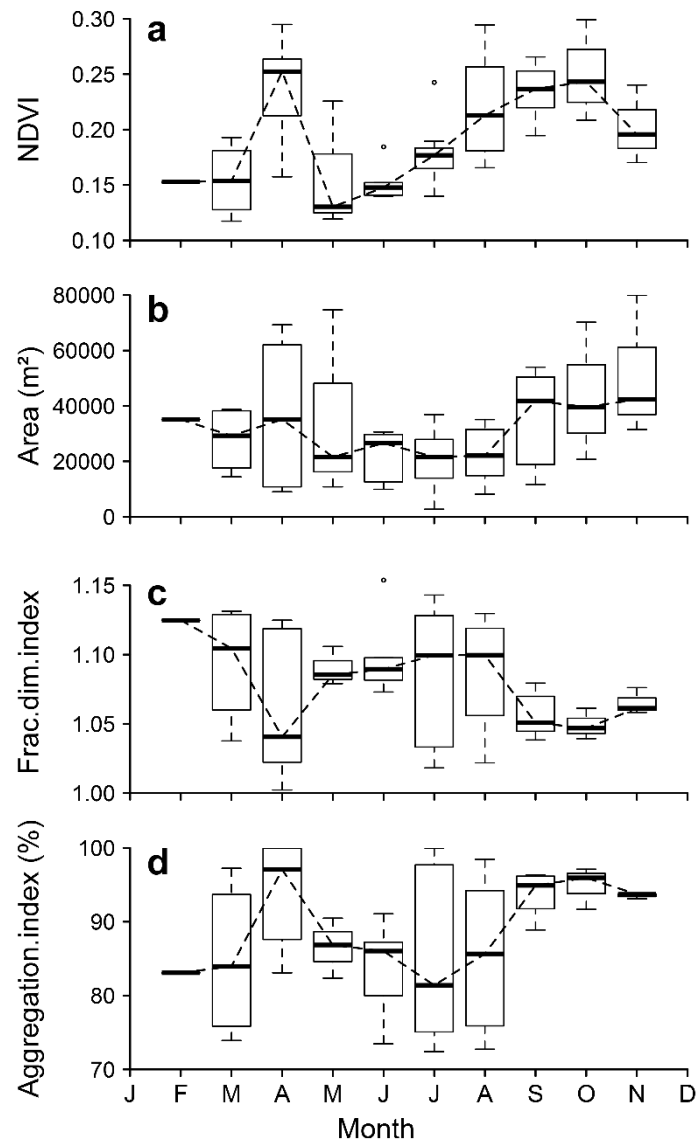 a
NDVI
0.30
0.25
0.20
0.15
0.10
b
Area (m²)
80000
60000
40000
20000
0
c
Frac.dim.index
1.15
1.10
1.05
1.00
d
Aggregation.index (%)
100
90
80
70
J F M A M J J A S O N D
Month